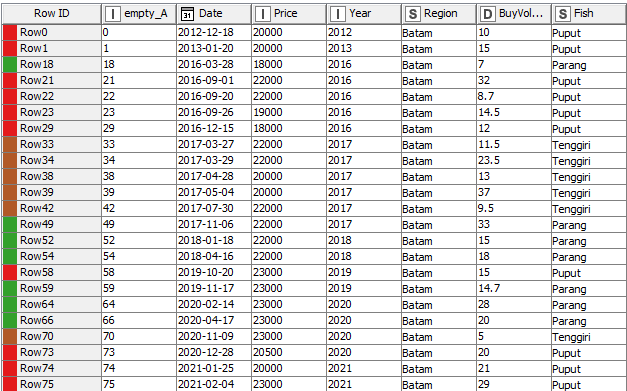 Row ID I empty_A 31 Date I Price I Year S Region D BuyVol... S Fish
Row0 0 2012-12-18 20000 2012 Batam 10 Puput
Row1 1 2013-01-20 20000 2013 Batam 15 Puput
Row18 18 2016-03-28 18000 2016 Batam 7 Parang
Row21 21 2016-09-01 22000 2016 Batam 32 Puput
Row22 22 2016-09-20 22000 2016 Batam 8.7 Puput
Row23 23 2016-09-26 19000 2016 Batam 14.5 Puput
Row29 29 2016-12-15 18000 2016 Batam 12 Puput
Row33 33 2017-03-27 22000 2017 Batam 11.5 Tenggiri
Row34 34 2017-03-29 22000 2017 Batam 23.5 Tenggiri
Row38 38 2017-04-28 20000 2017 Batam 13 Tenggiri
Row39 39 2017-05-04 20000 2017 Batam 37 Tenggiri
Row42 42 2017-07-30 22000 2017 Batam 9.5 Tenggiri
Row49 49 2017-11-06 22000 2017 Batam 33 Parang
Row52 52 2018-01-18 22000 2018 Batam 15 Parang
Row54 54 2018-04-16 22000 2018 Batam 18 Parang
Row58 58 2019-10-20 23000 2019 Batam 15 Puput
Row59 59 2019-11-17 23000 2019 Batam 14.7 Parang
Row64 64 2020-02-14 23000 2020 Batam 28 Parang
Row66 66 2020-04-17 23000 2020 Batam 20 Parang
Row70 70 2020-11-09 23000 2020 Batam 5 Tenggiri
Row73 73 2020-12-28 20500 2020 Batam 20 Puput
Row74 74 2021-01-25 20000 2021 Batam 21 Puput
Row75 75 2021-02-04 23000 2021 Batam 29 Puput